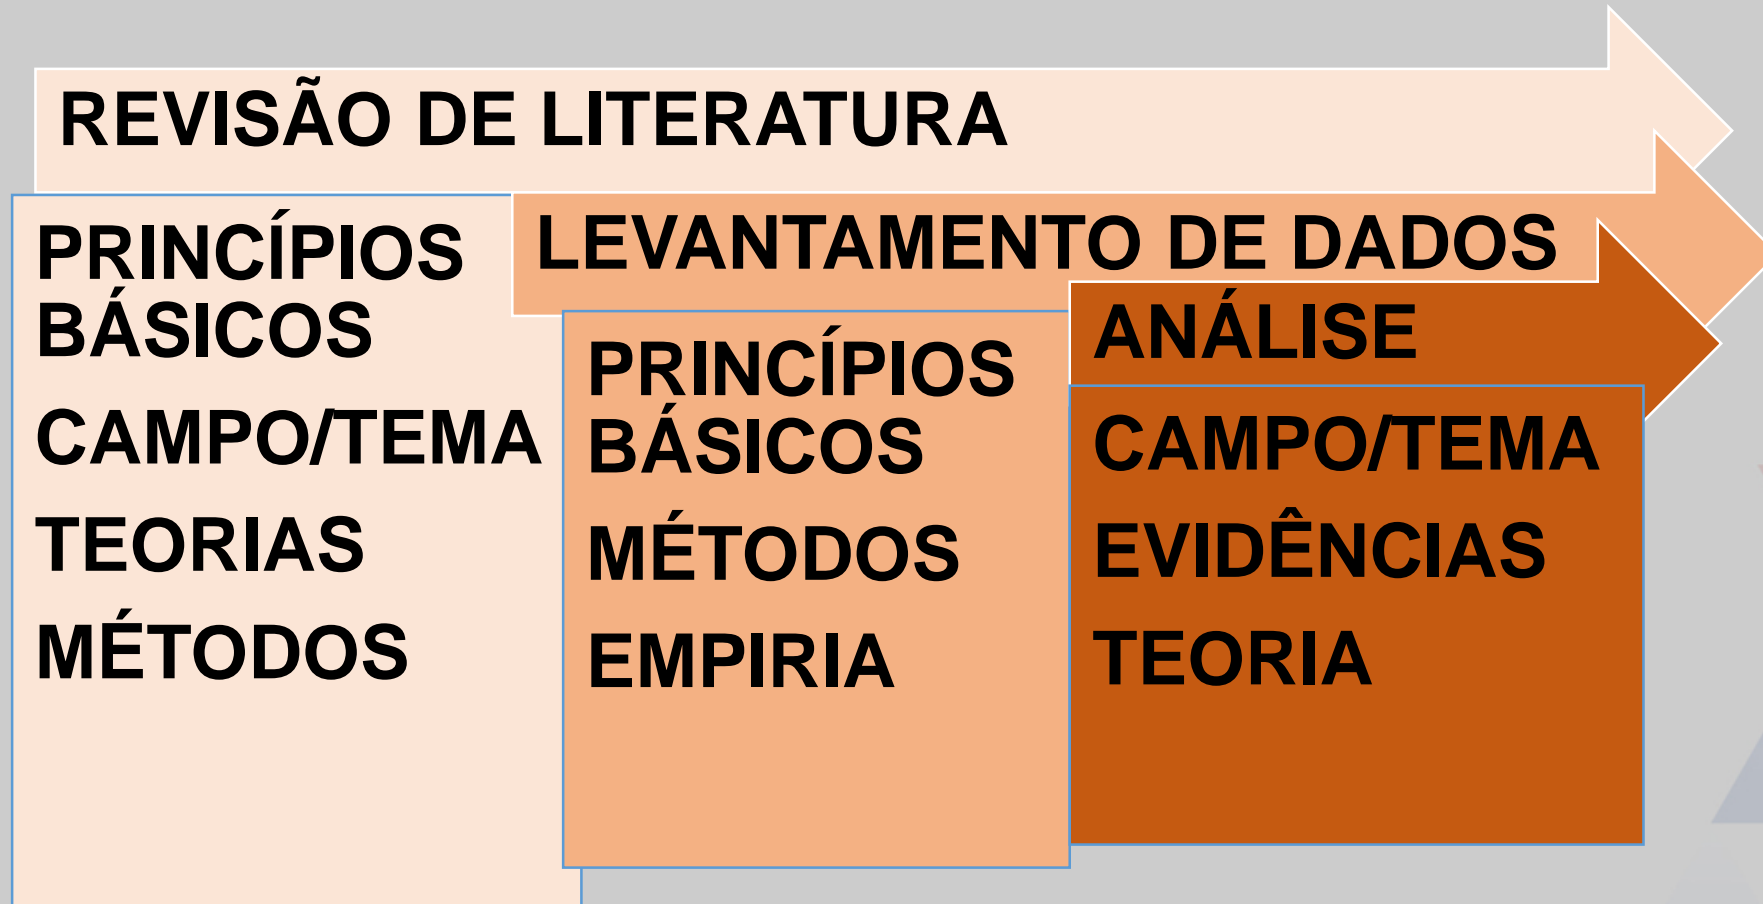 REVISÃO DE LITERATURA
PRINCÍPIOS
BÁSICOS
CAMPO/TEMA
TEORIAS
MÉTODOS
LEVANTAMENTO DE DADOS
PRINCÍPIOS
BÁSICOS
MÉTODOS
EMPIRIA
ANÁLISE
CAMPO/TEMA
EVIDÊNCIAS
TEORIA